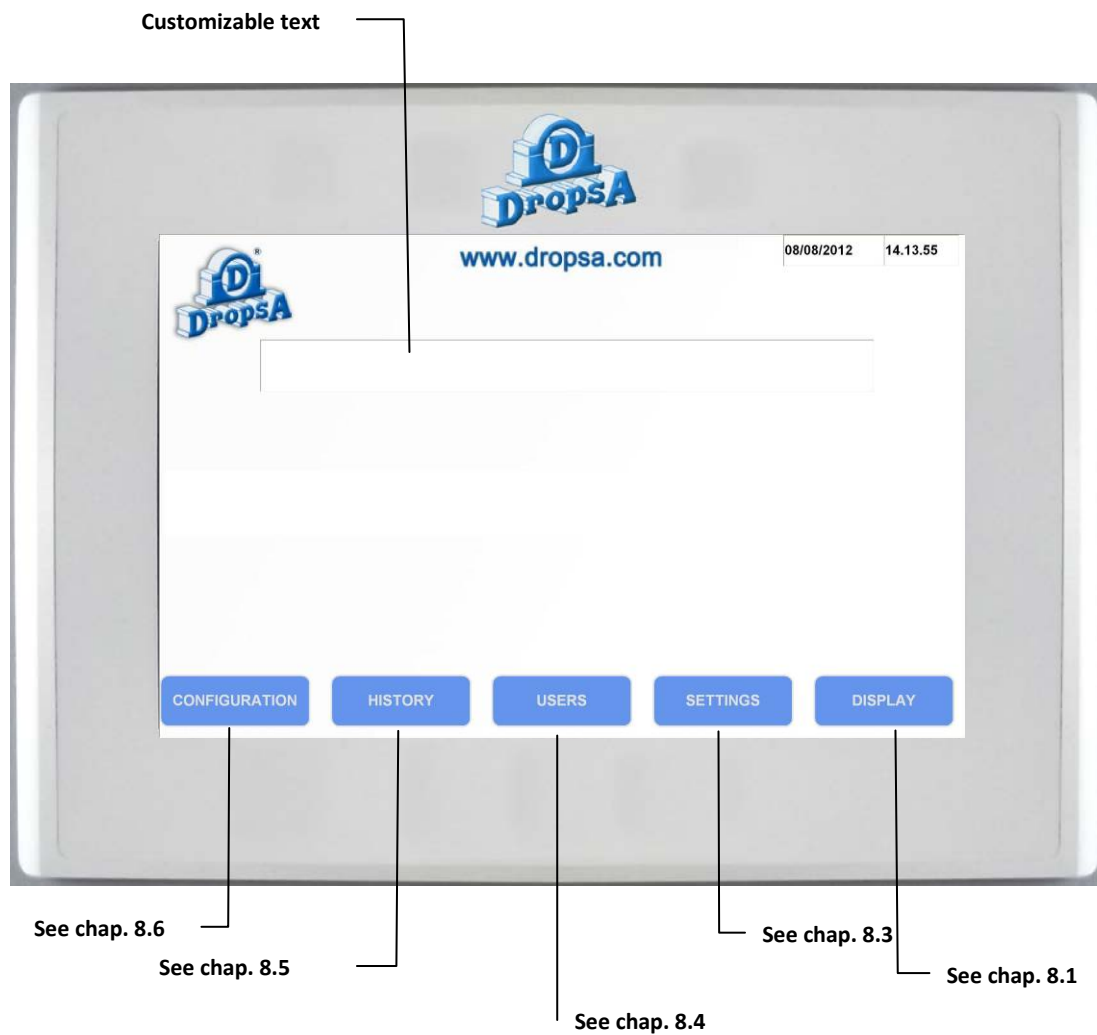 Customizable text
D
DropsA
www.dropsa.com
08/08/2012 14.13.55
D
®
DropsA
CONFIGURATION HISTORY USERS SETTINGS DISPLAY
See chap. 8.6
See chap. 8.3
See chap. 8.5
See chap. 8.1
See chap. 8.4